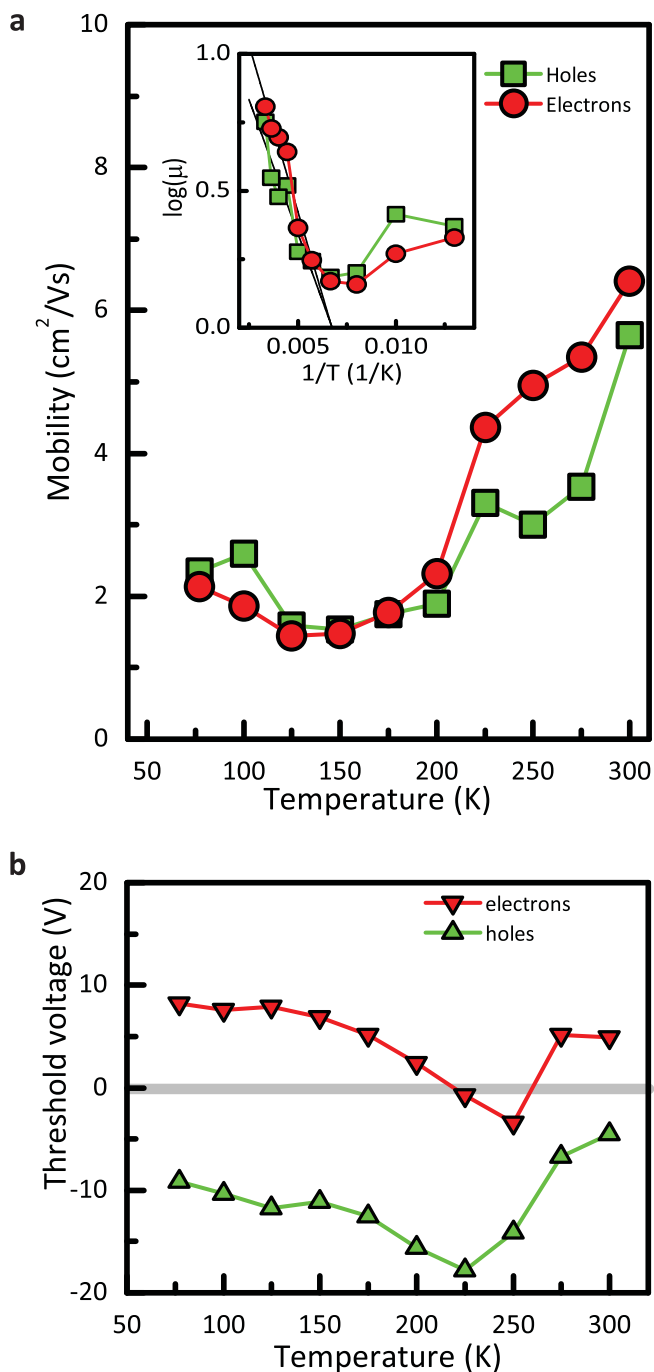 a
10
8
6
4
2
0
Mobility (cm²/Vs)
Holes
Electrons
1.0
0.5
0.0
log(μ)
0.005 0.010
1/T (1/K)
50 100 150 200 250 300
Temperature (K)
b
20
10
0
-10
-20
Threshold voltage (V)
electrons
holes
50 100 150 200 250 300
Temperature (K)